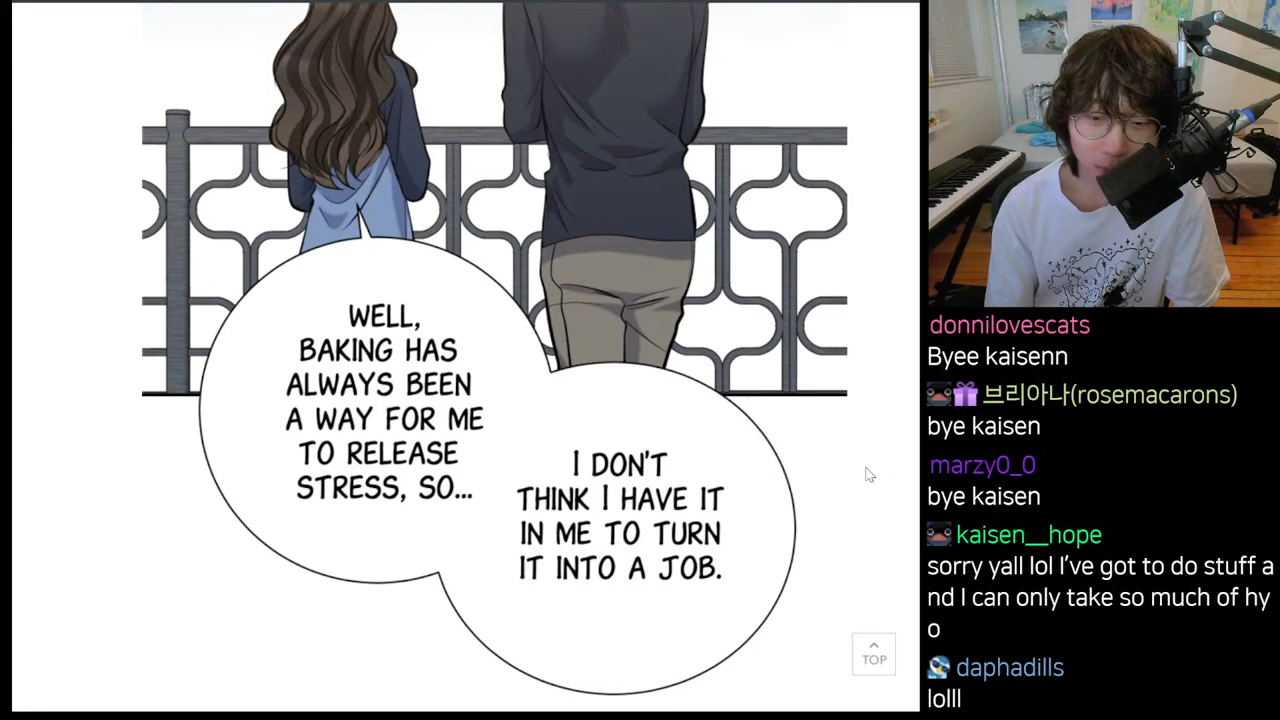 WELL,
BAKING HAS
ALWAYS BEEN
A WAY FOR ME
TO RELEASE
STRESS, SO...
I DON'T
THINK I HAVE IT
IN ME TO TURN
IT INTO A JOB.
TOP
donnilovescats
Byee kaisenn
브리아나(rosemacarons)
bye kaisen
marzy0_0
bye kaisen
kaisen__hope
sorry yall lol I've got to do stuff a
nd I can only take so much of hy
o
daphadills
lolll